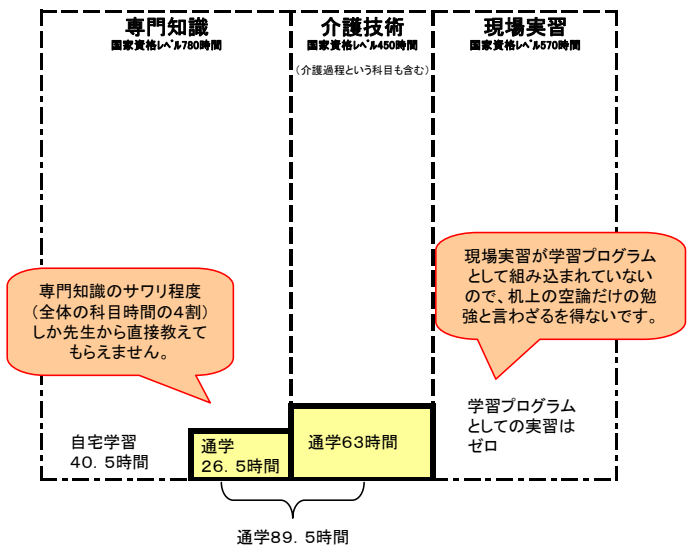 専門知識
国家資格レベル780時間
介護技術
国家資格レベル450時間
（介護過程という科目も含む）
現場実習
国家資格レベル570時間
専門知識のサワリ程度
（全体の科目時間の４割）
しか先生から直接教えて
もらえません。
現場実習が学習プログラム
として組み込まれていない
ので、机上の空論だけの勉
強と言わざるを得ないです。
自宅学習
４０．５時間
通学
２６．５時間
通学６３時間
学習プログラム
としての実習は
ゼロ
通学８９．５時間